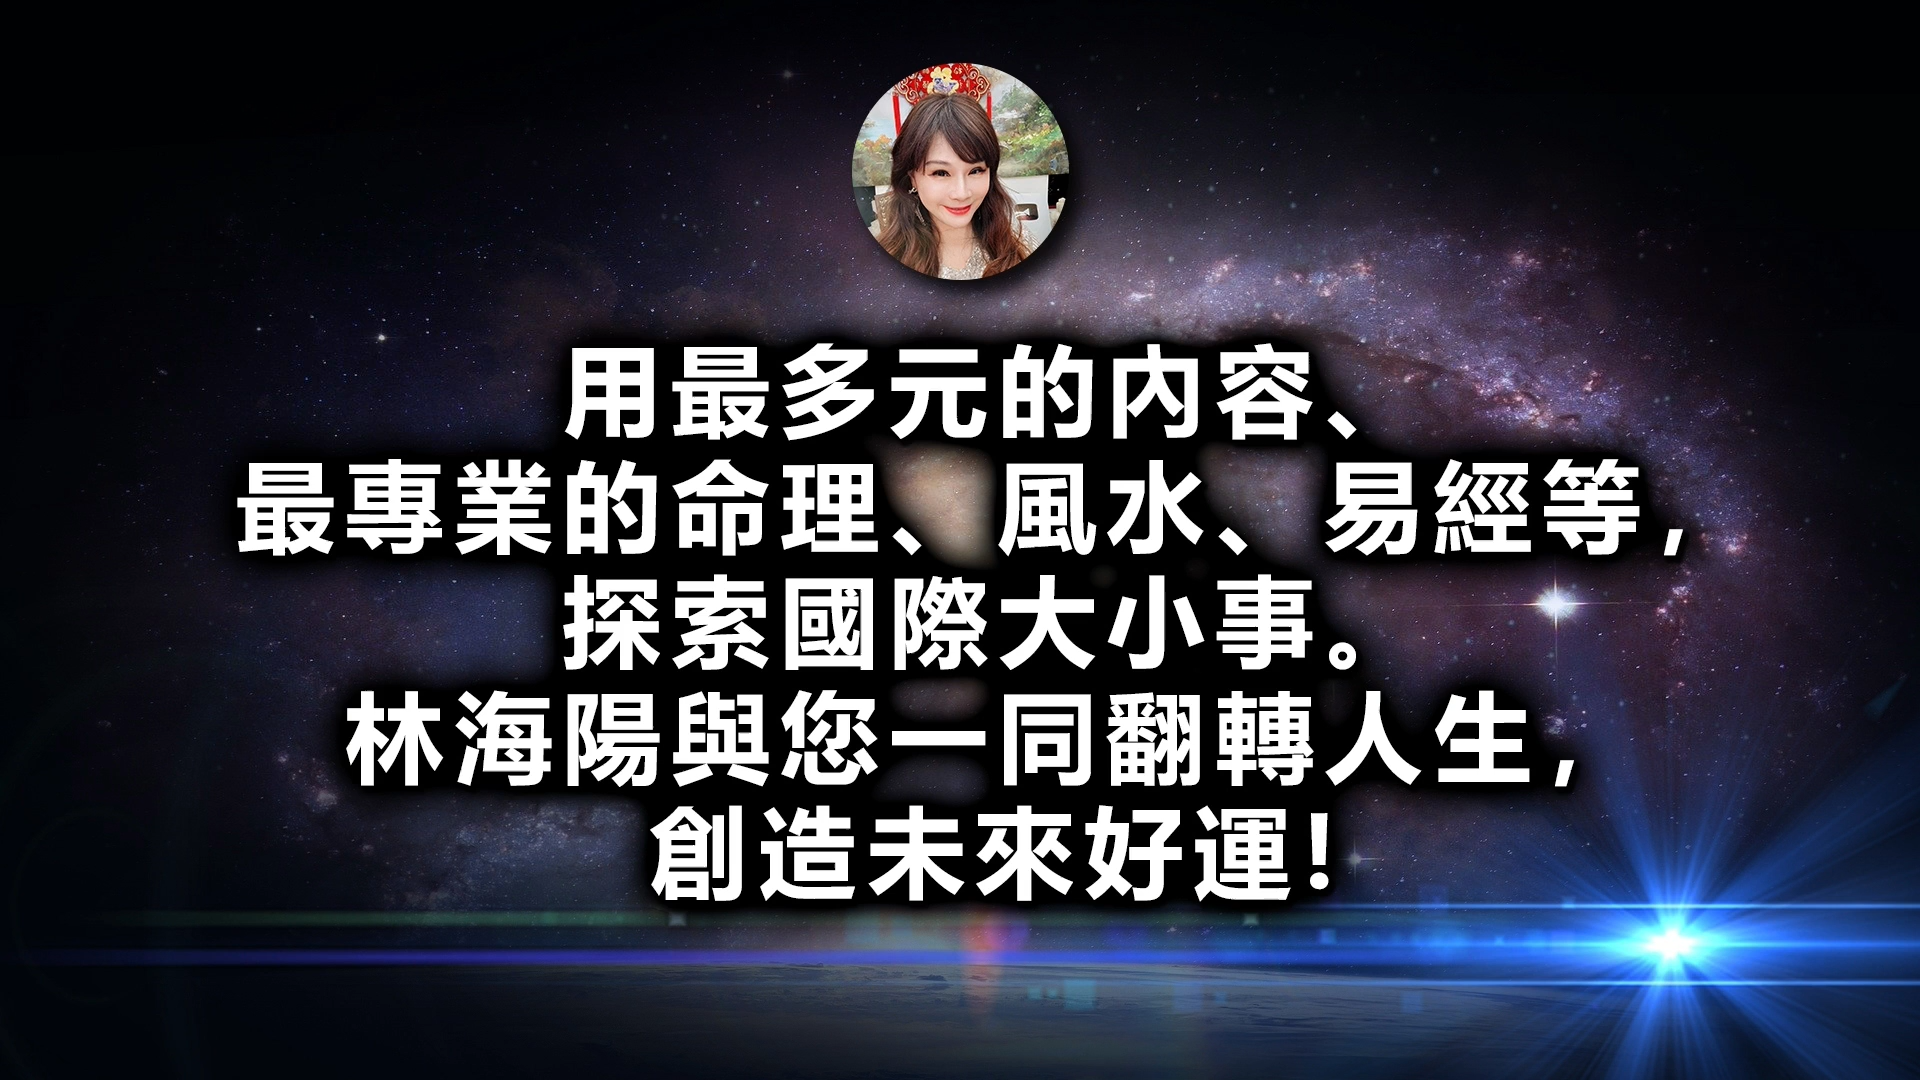 用最多元的內容、
最專業的命理、風水、易經等，
探索國際大小事。
林海陽與您一同翻轉人生，
創造未來好運！